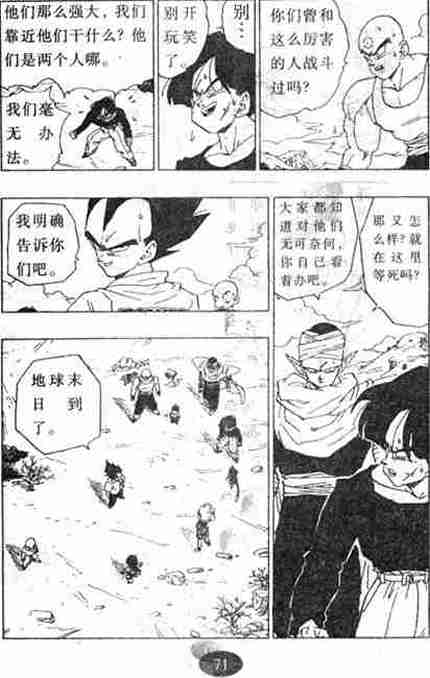 你们曾和
这么厉害
的人战斗
过吗？
别…
别开
玩笑
了。
他们那么强大，我们
靠近他们干什么？他
们是两个人哪。
我们毫
无办
法。
那又怎
么样？就
在这里
等死吗？
大家都知
道对他们
无可奈何，
你自己看
着办吧。
我明确
告诉你
们吧。
地球末
日到
了。
71